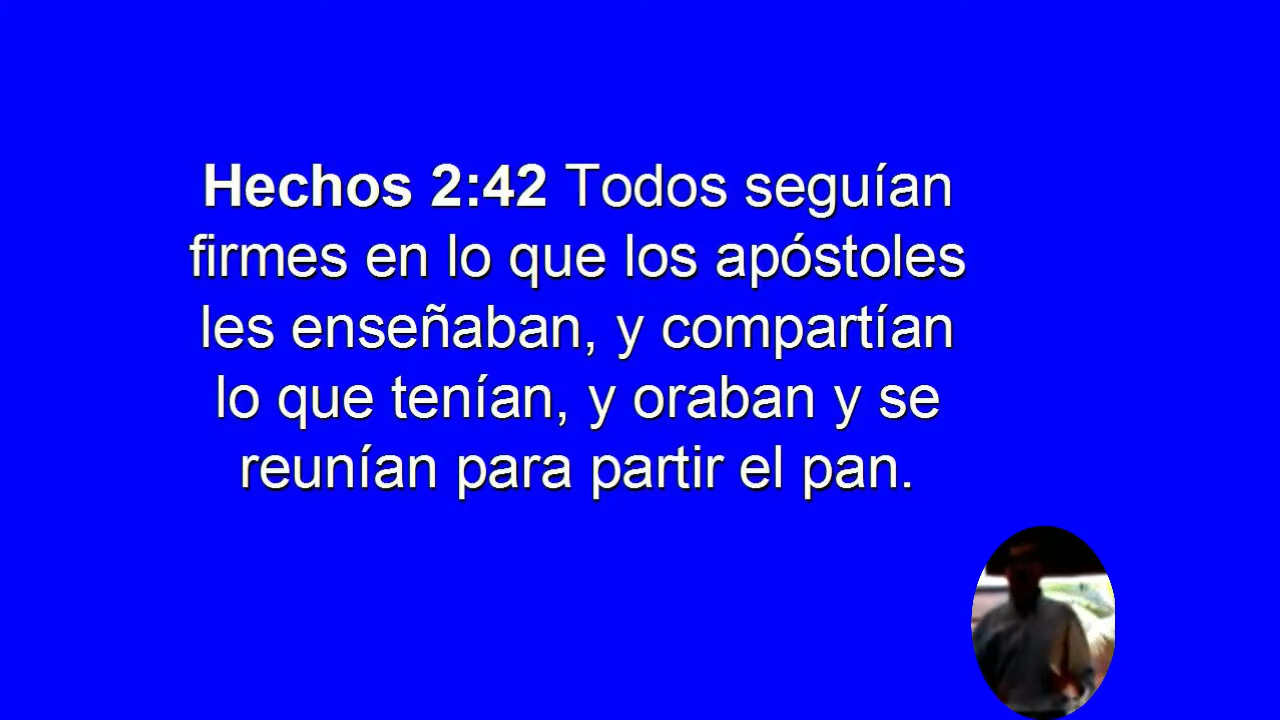 Hechos 2:42 Todos seguían
firmes en lo que los apóstoles
les enseñaban, y compartían
lo que tenían, y oraban y se
reunían para partir el pan.